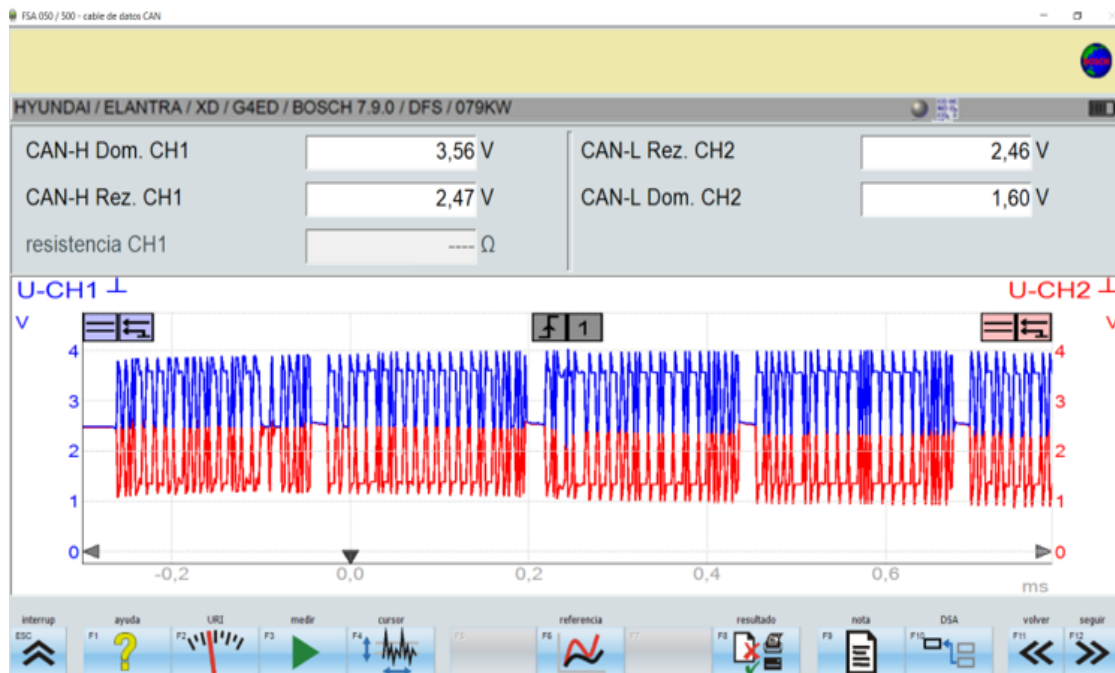 FSA 050 / 500 - cable de datos CAN
BOSCH
HYUNDAI / ELANTRA / XD / G4ED / BOSCH 7.9.0 / DFS / 079KW
CAN-H Dom. CH1 3,56 V CAN-L Rez. CH2 2,46 V
CAN-H Rez. CH1 2,47 V CAN-L Dom. CH2 1,60 V
resistencia CH1 ---- Ω
U-CH1 U-CH2
V 1 V
4 4
3 3
2 2
1 1
0 0
-0,2 0,0 0,2 0,4 0,6
ms
interrup ayuda URI medir cursor referencia resultado nota DSA volver seguir
ESC F1 F2 F3 F4 F5 F6 F7 F8 F9 F10 F11 F12